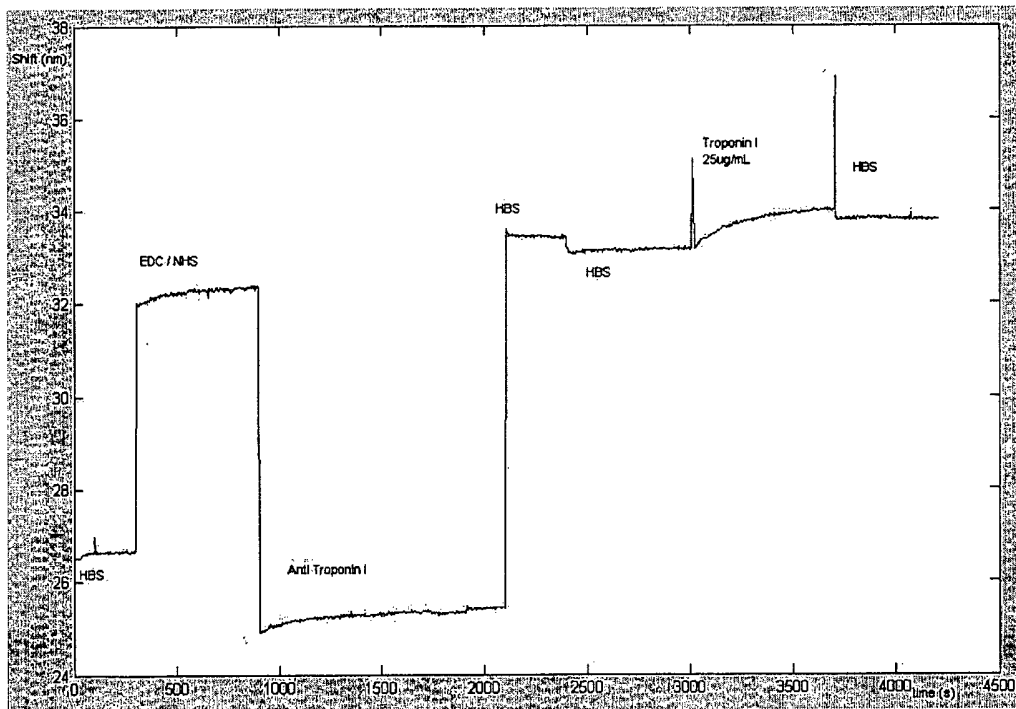 38
Shift (nm)
36
34
32
30
28
26
24
Troponin I
25ug/mL
HBS
HBS
EDC / NHS
HBS
Anti-Troponin I
HBS
0
500
1000
1500
2000
2500
3000
3500
4000
4500
time (s)